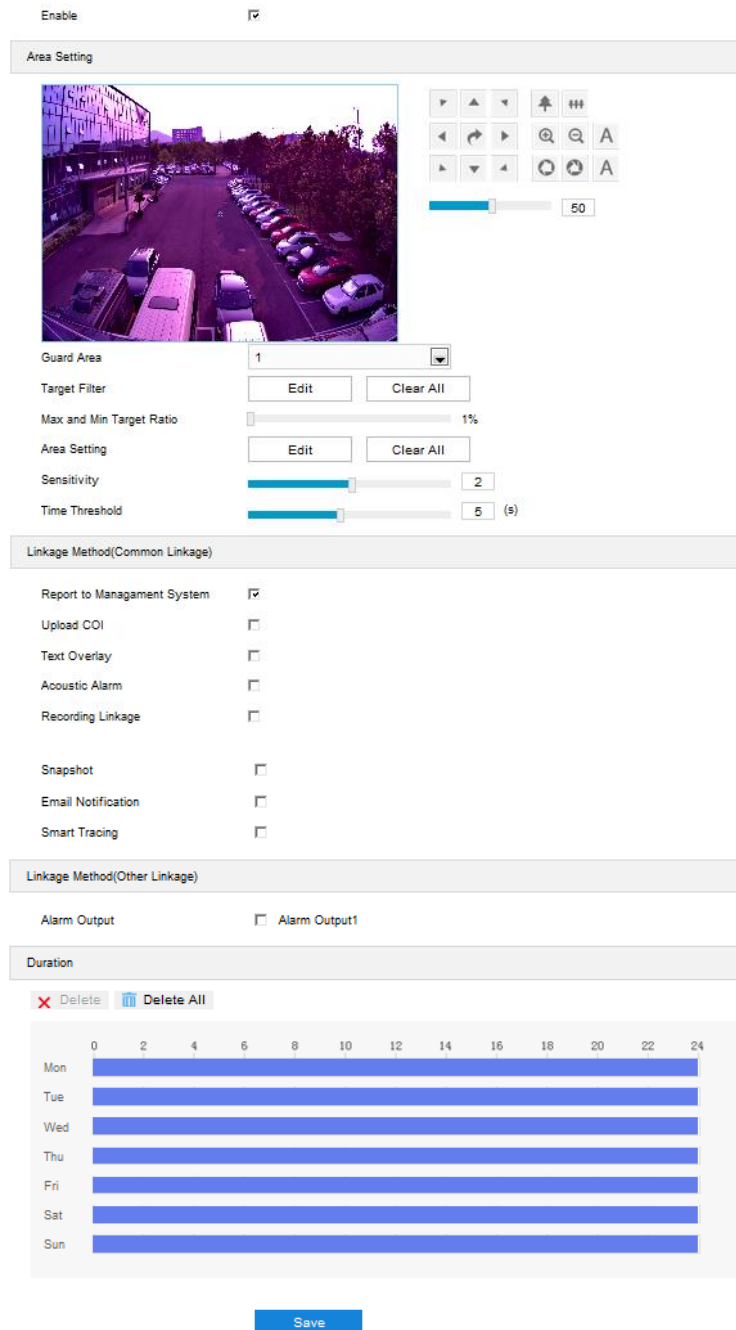 Enable
Area Setting
A
A
50
Guard Area 1
Target Filter Edit Clear All
Max and Min Target Ratio 1%
Area Setting Edit Clear All
Sensitivity 2
Time Threshold 5 (s)
Linkage Method(Common Linkage)
Report to Managament System
Upload COI
Text Overlay
Acoustic Alarm
Recording Linkage
Snapshot
Email Notification
Smart Tracing
Linkage Method(Other Linkage)
Alarm Output Alarm Output1
Duration
Delete Delete All
0 2 4 6 8 10 12 14 16 18 20 22 24
Mon
Tue
Wed
Thu
Fri
Sat
Sun
Save